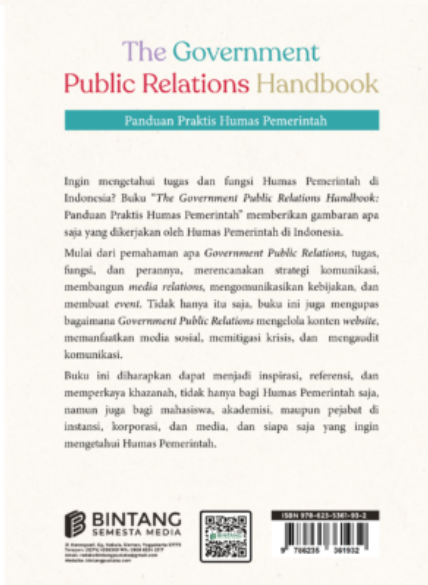 The Government
Public Relations Handbook
Panduan Praktis Humas Pemerintah
Ingin mengetahui tugas dan fungsi Humas Pemerintah di
Indonesia? Buku "The Government Public Relations Handbook:
Panduan Praktis Humas Pemerintah" memberikan gambaran apa
saja yang dikerjakan oleh Humas Pemerintah di Indonesia.
Mulai dari pemahaman apa Government Public Relations, tugas,
fungsi, dan perannya, merencanakan strategi komunikasi,
membangun media relations, mengomunikasikan kebijakan, dan
membuat event. Tidak hanya itu saja, buku ini juga mengupas
bagaimana Government Public Relations mengelola konten website,
memanfaatkan media sosial, memitigasi krisis, dan mengaudit
komunikasi.
Buku ini diharapkan dapat menjadi inspirasi, referensi, dan
memperkaya khazanah, tidak hanya bagi Humas Pemerintah saja,
namun juga bagi mahasiswa, akademisi, maupun pejabat di
instansi, korporasi, dan media, dan siapa saja yang ingin
mengetahui Humas Pemerintah.
BINTANG
SEMESTA MEDIA
ISBN 978-623-5361-93-2
9 786235 361932